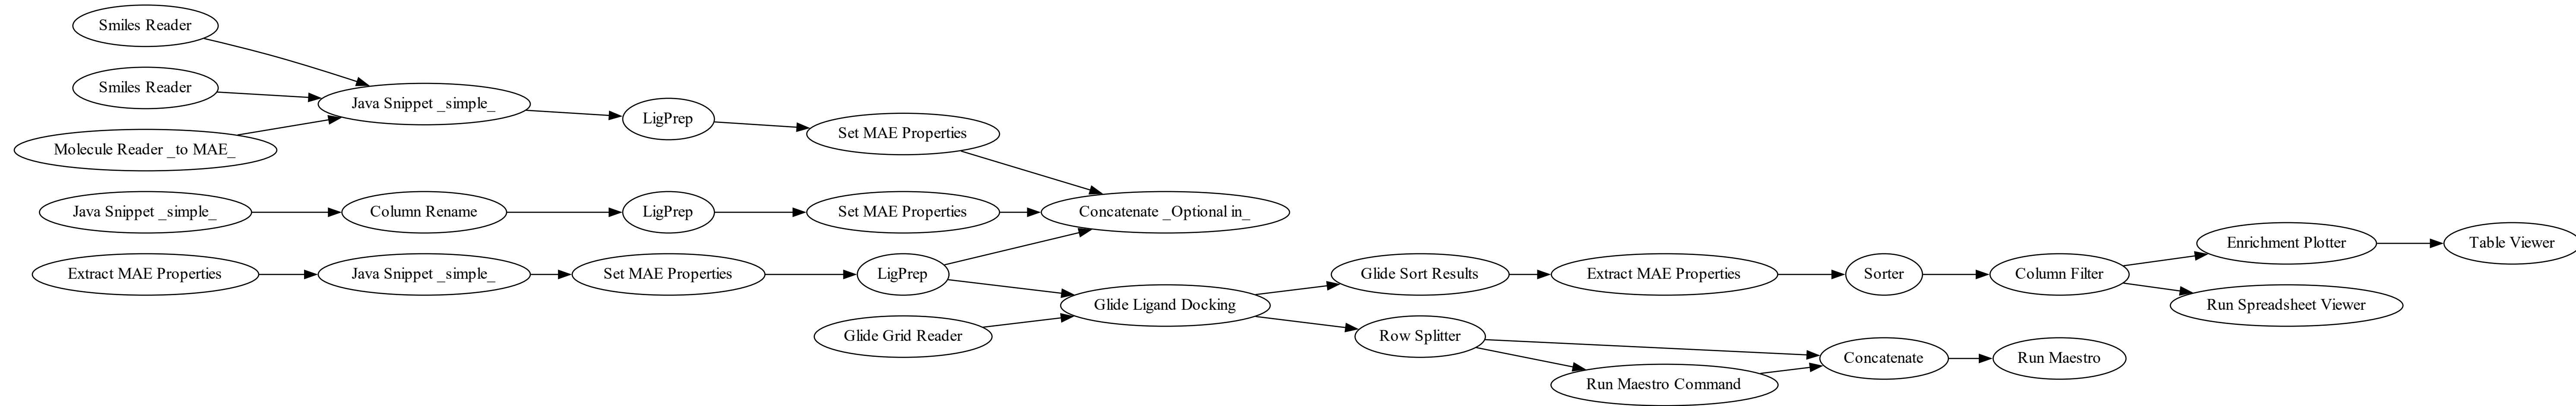 Smiles Reader
Smiles Reader
Java Snippet _simple_
LigPrep
Set MAE Properties
Molecule Reader _to MAE_
Java Snippet _simple_
Column Rename
LigPrep
Set MAE Properties
Concatenate _Optional in_
Extract MAE Properties
Java Snippet _simple_
Set MAE Properties
LigPrep
Glide Grid Reader
Glide Ligand Docking
Glide Sort Results
Extract MAE Properties
Sorter
Column Filter
Enrichment Plotter
Table Viewer
Run Spreadsheet Viewer
Row Splitter
Run Maestro Command
Concatenate
Run Maestro